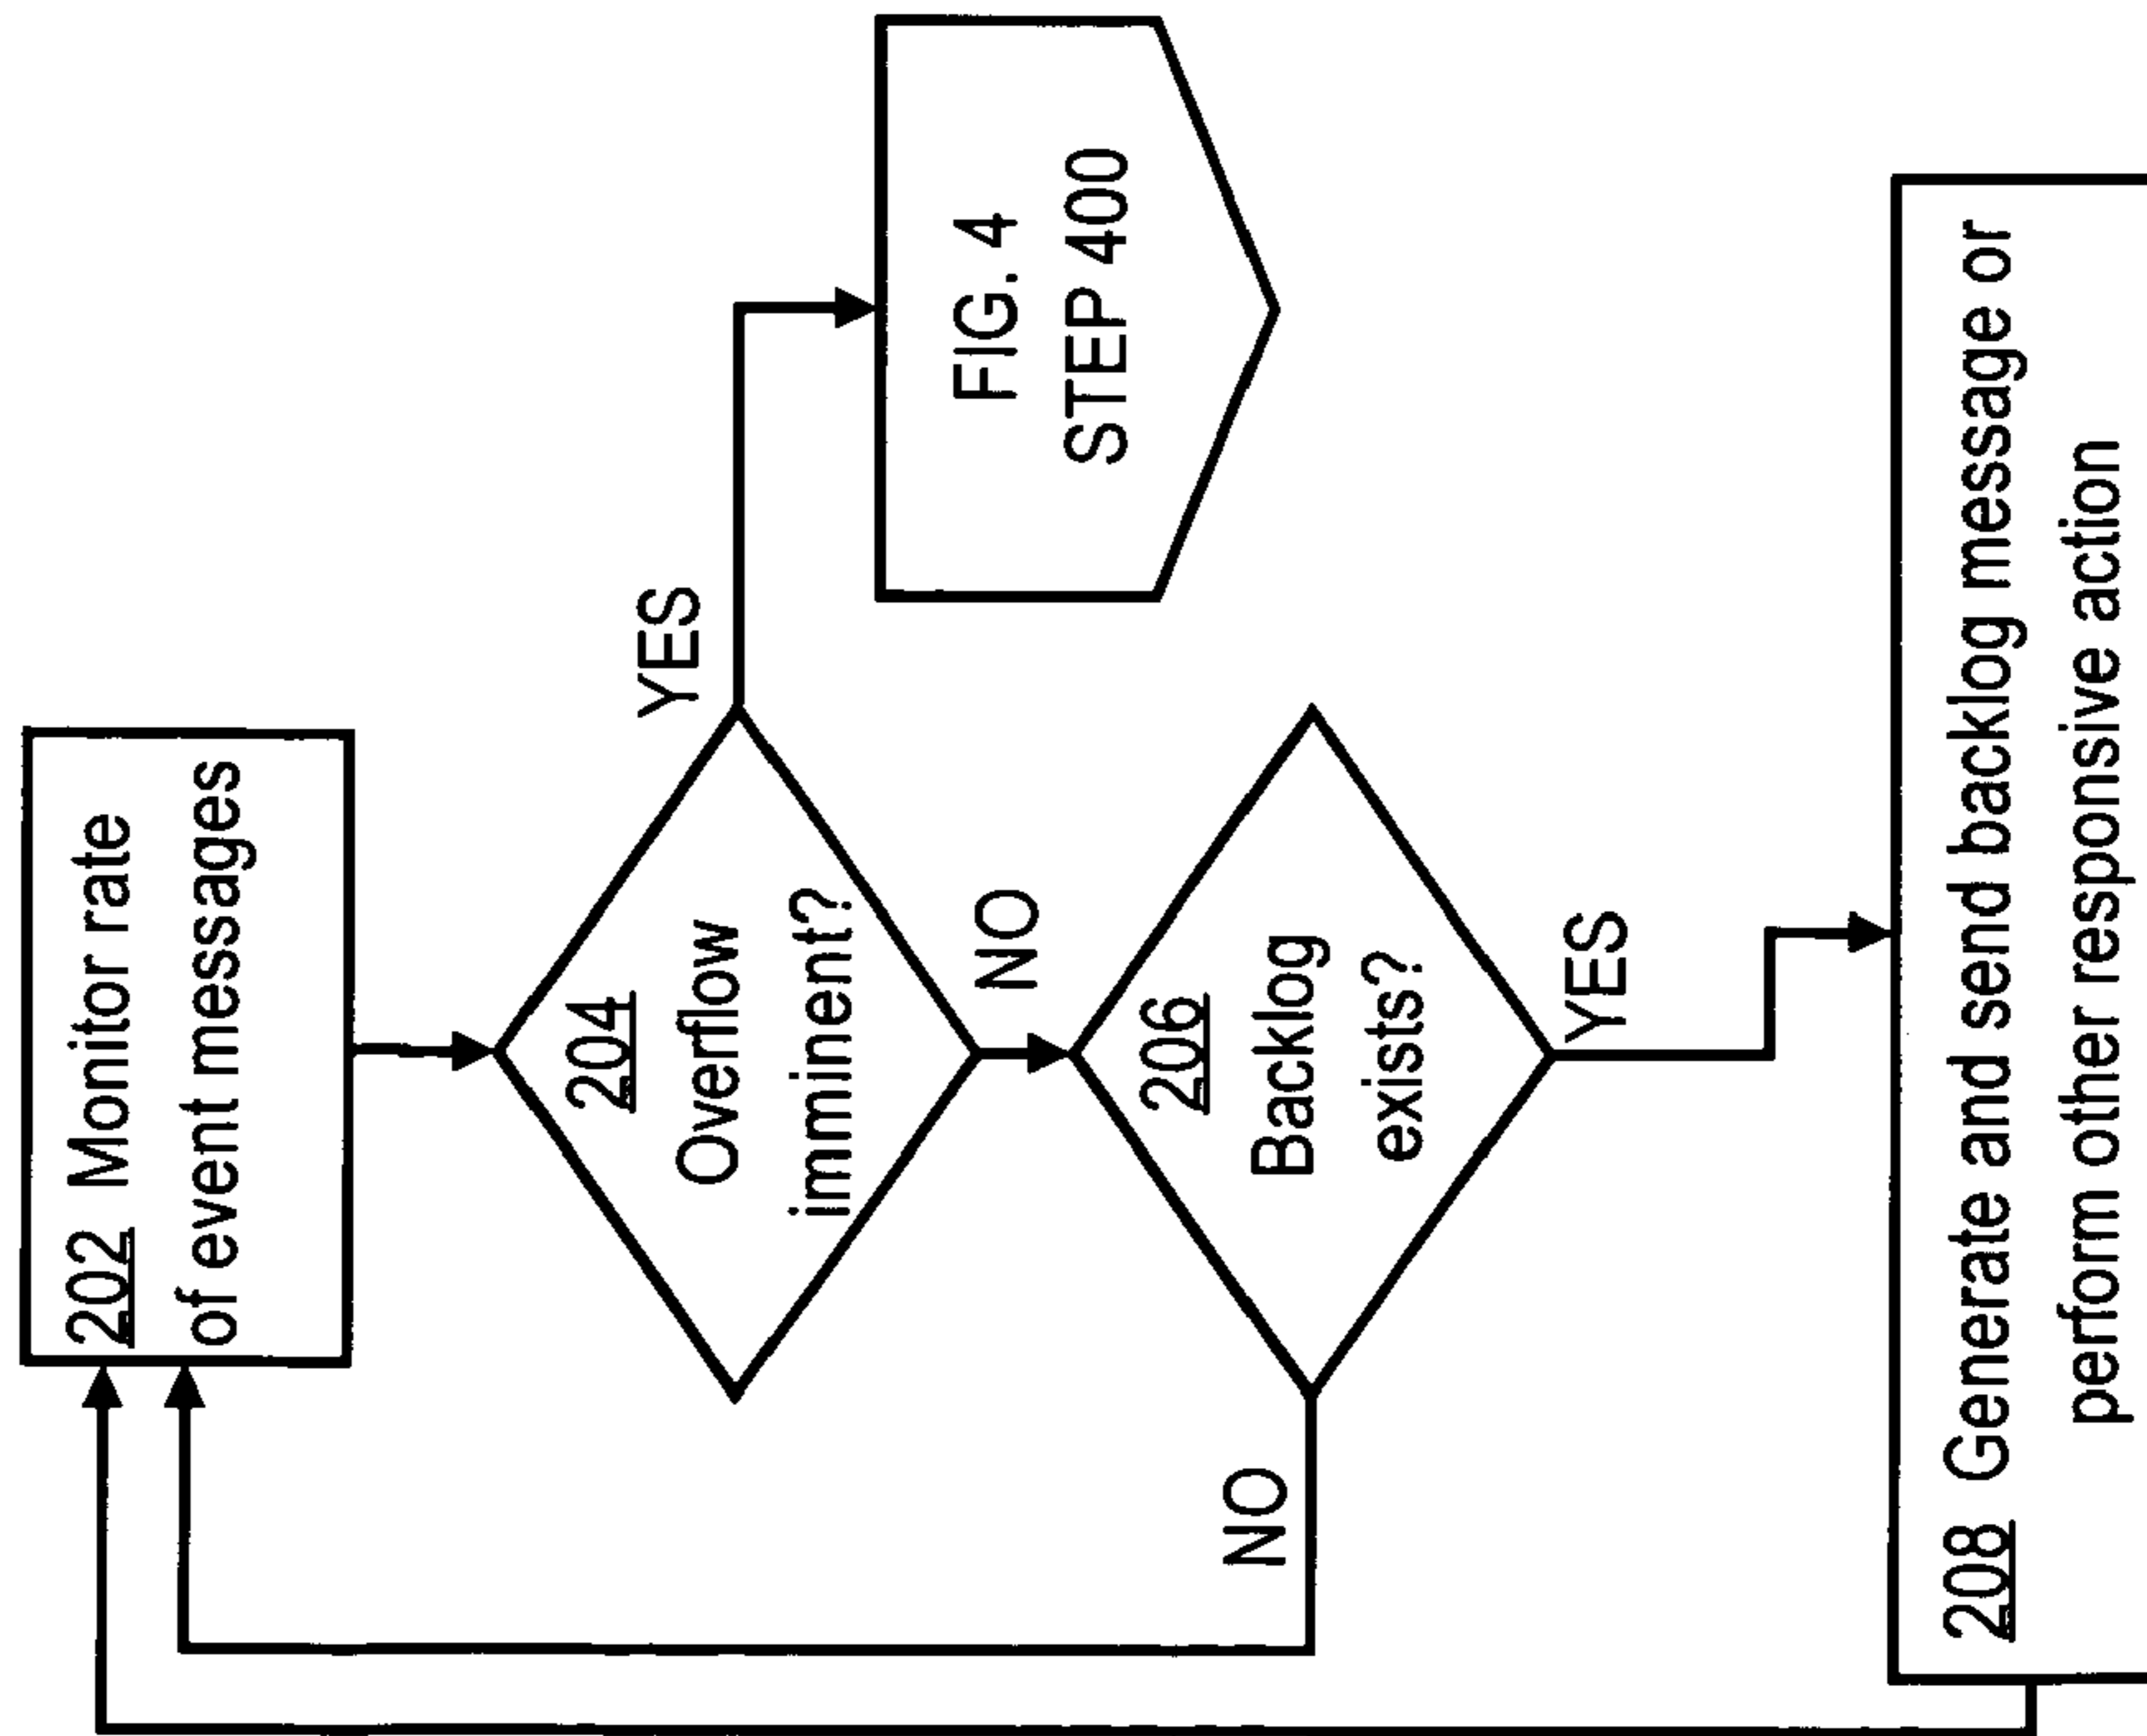 202 Monitor rate
of event messages
204
Overflow
imminent?
YES
FIG. 4
STEP 400
NO
206
Backlog
exists?
NO
YES
208 Generate and send backlog message or
perform other responsive action